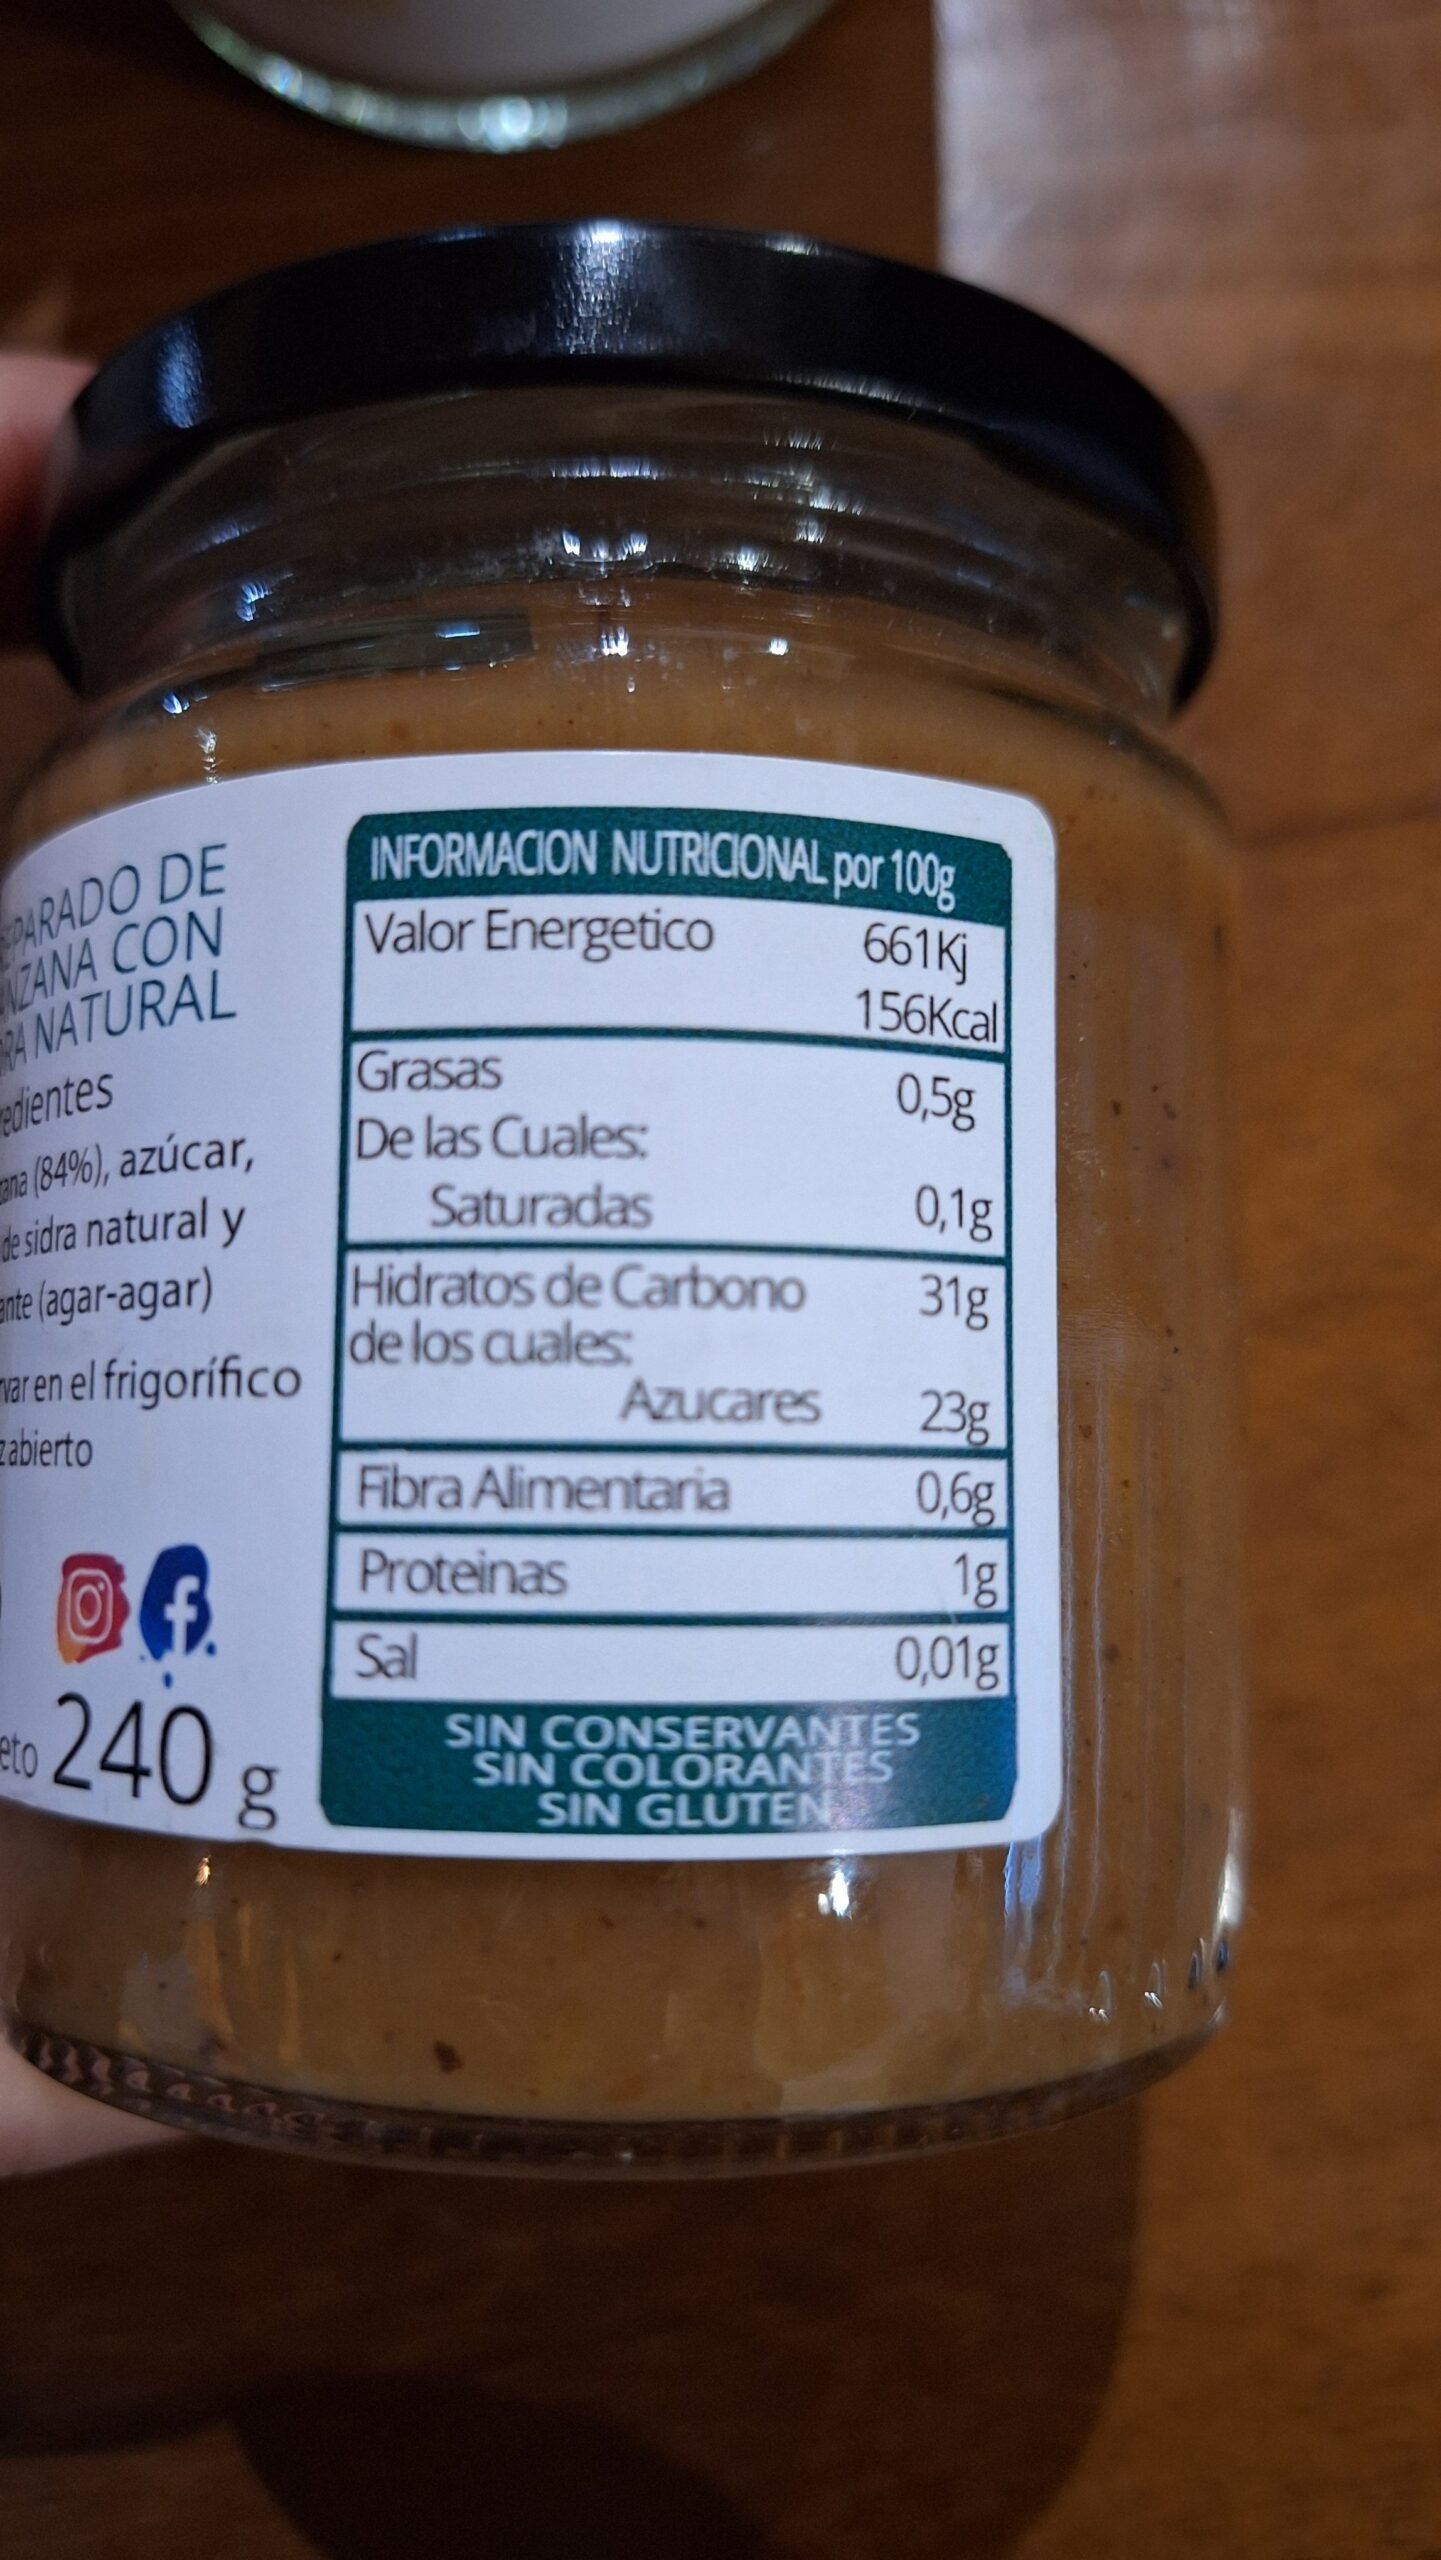 PARADO DE
NZANA CON
RA NATURAL
edientes
ana (84%), azúcar,
de sidra natural y
ante (agar-agar)
var en el frigorífico
z abierto
eto 240 g
INFORMACION NUTRICIONAL por 100g
Valor Energetico 661Kj
156Kcal
Grasas 0,5g
De las Cuales:
Saturadas 0,1g
Hidratos de Carbono 31g
de los cuales:
Azucares 23g
Fibra Alimentaria 0,6g
Proteinas 1g
Sal 0,01g
SIN CONSERVANTES
SIN COLORANTES
SIN GLUTEN